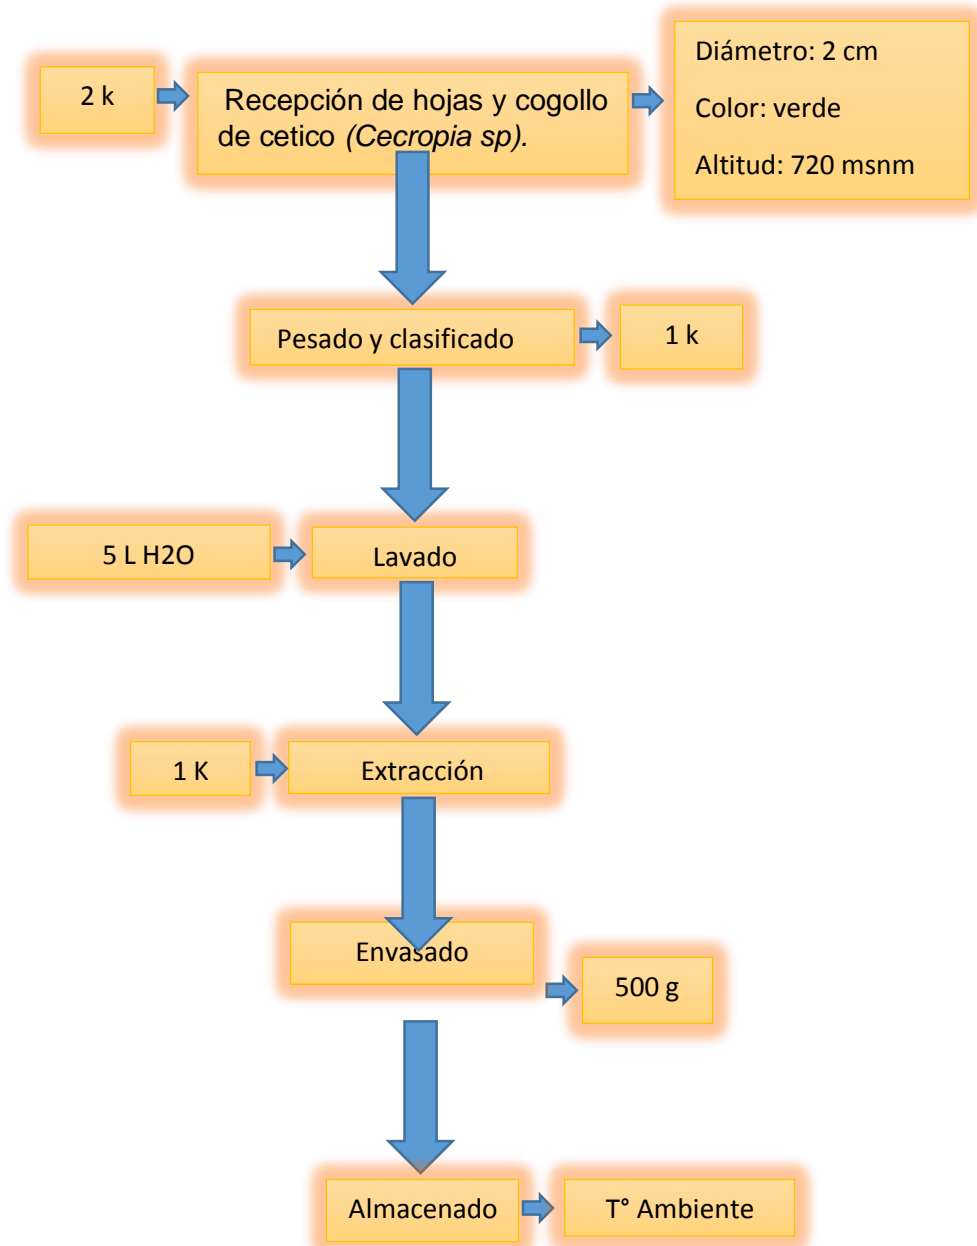 2 k
Recepción de hojas y cogollo
de cetico (Cecropia sp).
Diámetro: 2 cm
Color: verde
Altitud: 720 msnm
Pesado y clasificado
1 k
5 L H2O
Lavado
1 K
Extracción
Envasado
500 g
Almacenado
T° Ambiente